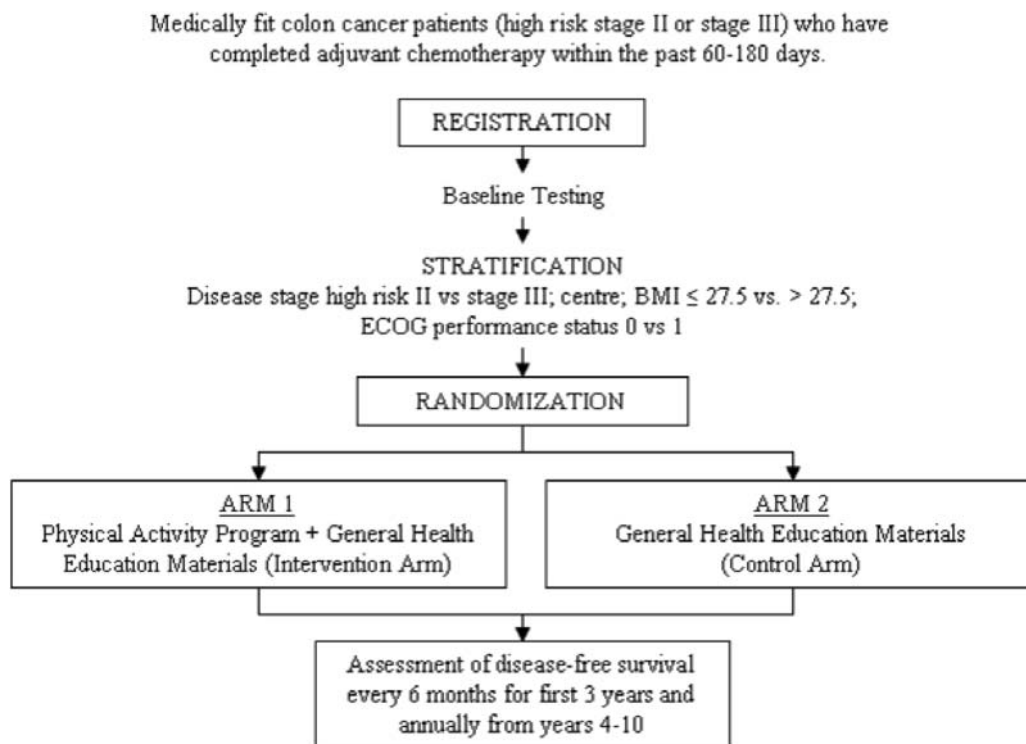 Medically fit colon cancer patients (high risk stage II or stage III) who have
completed adjuvant chemotherapy within the past 60-180 days.
REGISTRATION
Baseline Testing
STRATIFICATION
Disease stage high risk II vs stage III; centre; BMI ≤ 27.5 vs. > 27.5;
ECOG performance status 0 vs 1
RANDOMIZATION
ARM 1
Physical Activity Program + General Health
Education Materials (Intervention Arm)
ARM 2
General Health Education Materials
(Control Arm)
Assessment of disease-free survival
every 6 months for first 3 years and
annually from years 4-10